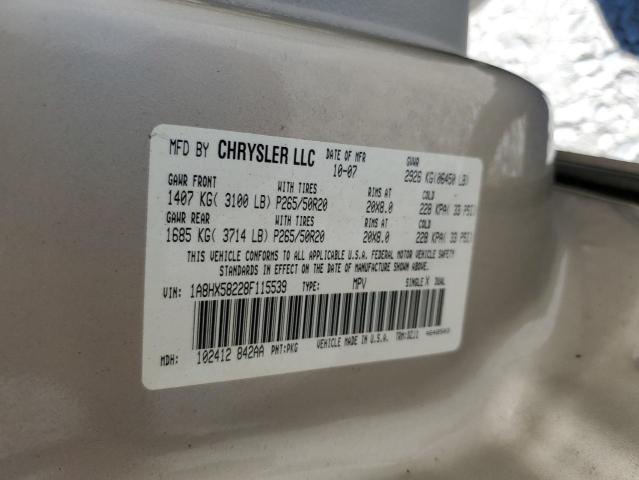 MFD BY CHRYSLER LLC DATE OF MFR 10-07 GVWR 2926 KG(06450 LB)
GAWR FRONT WITH TIRES RIMS AT COLD
1407 KG( 3100 LB) P265/50R20 20X8.0 228 KPA( 33 PSI)
GAWR REAR WITH TIRES RIMS AT COLD
1685 KG( 3714 LB) P265/50R20 20X8.0 228 KPA( 33 PSI)
THIS VEHICLE CONFORMS TO ALL APPLICABLE U.S.A. FEDERAL MOTOR VEHICLE SAFETY
STANDARDS IN EFFECT ON THE DATE OF MANUFACTURE SHOWN ABOVE.
VIN: 1A8HX58228F115539 TYPE: MPV SINGLE X DUAL
MDH: 102412 842AA PNT:PKG VEHICLE MADE IN U.S.A.